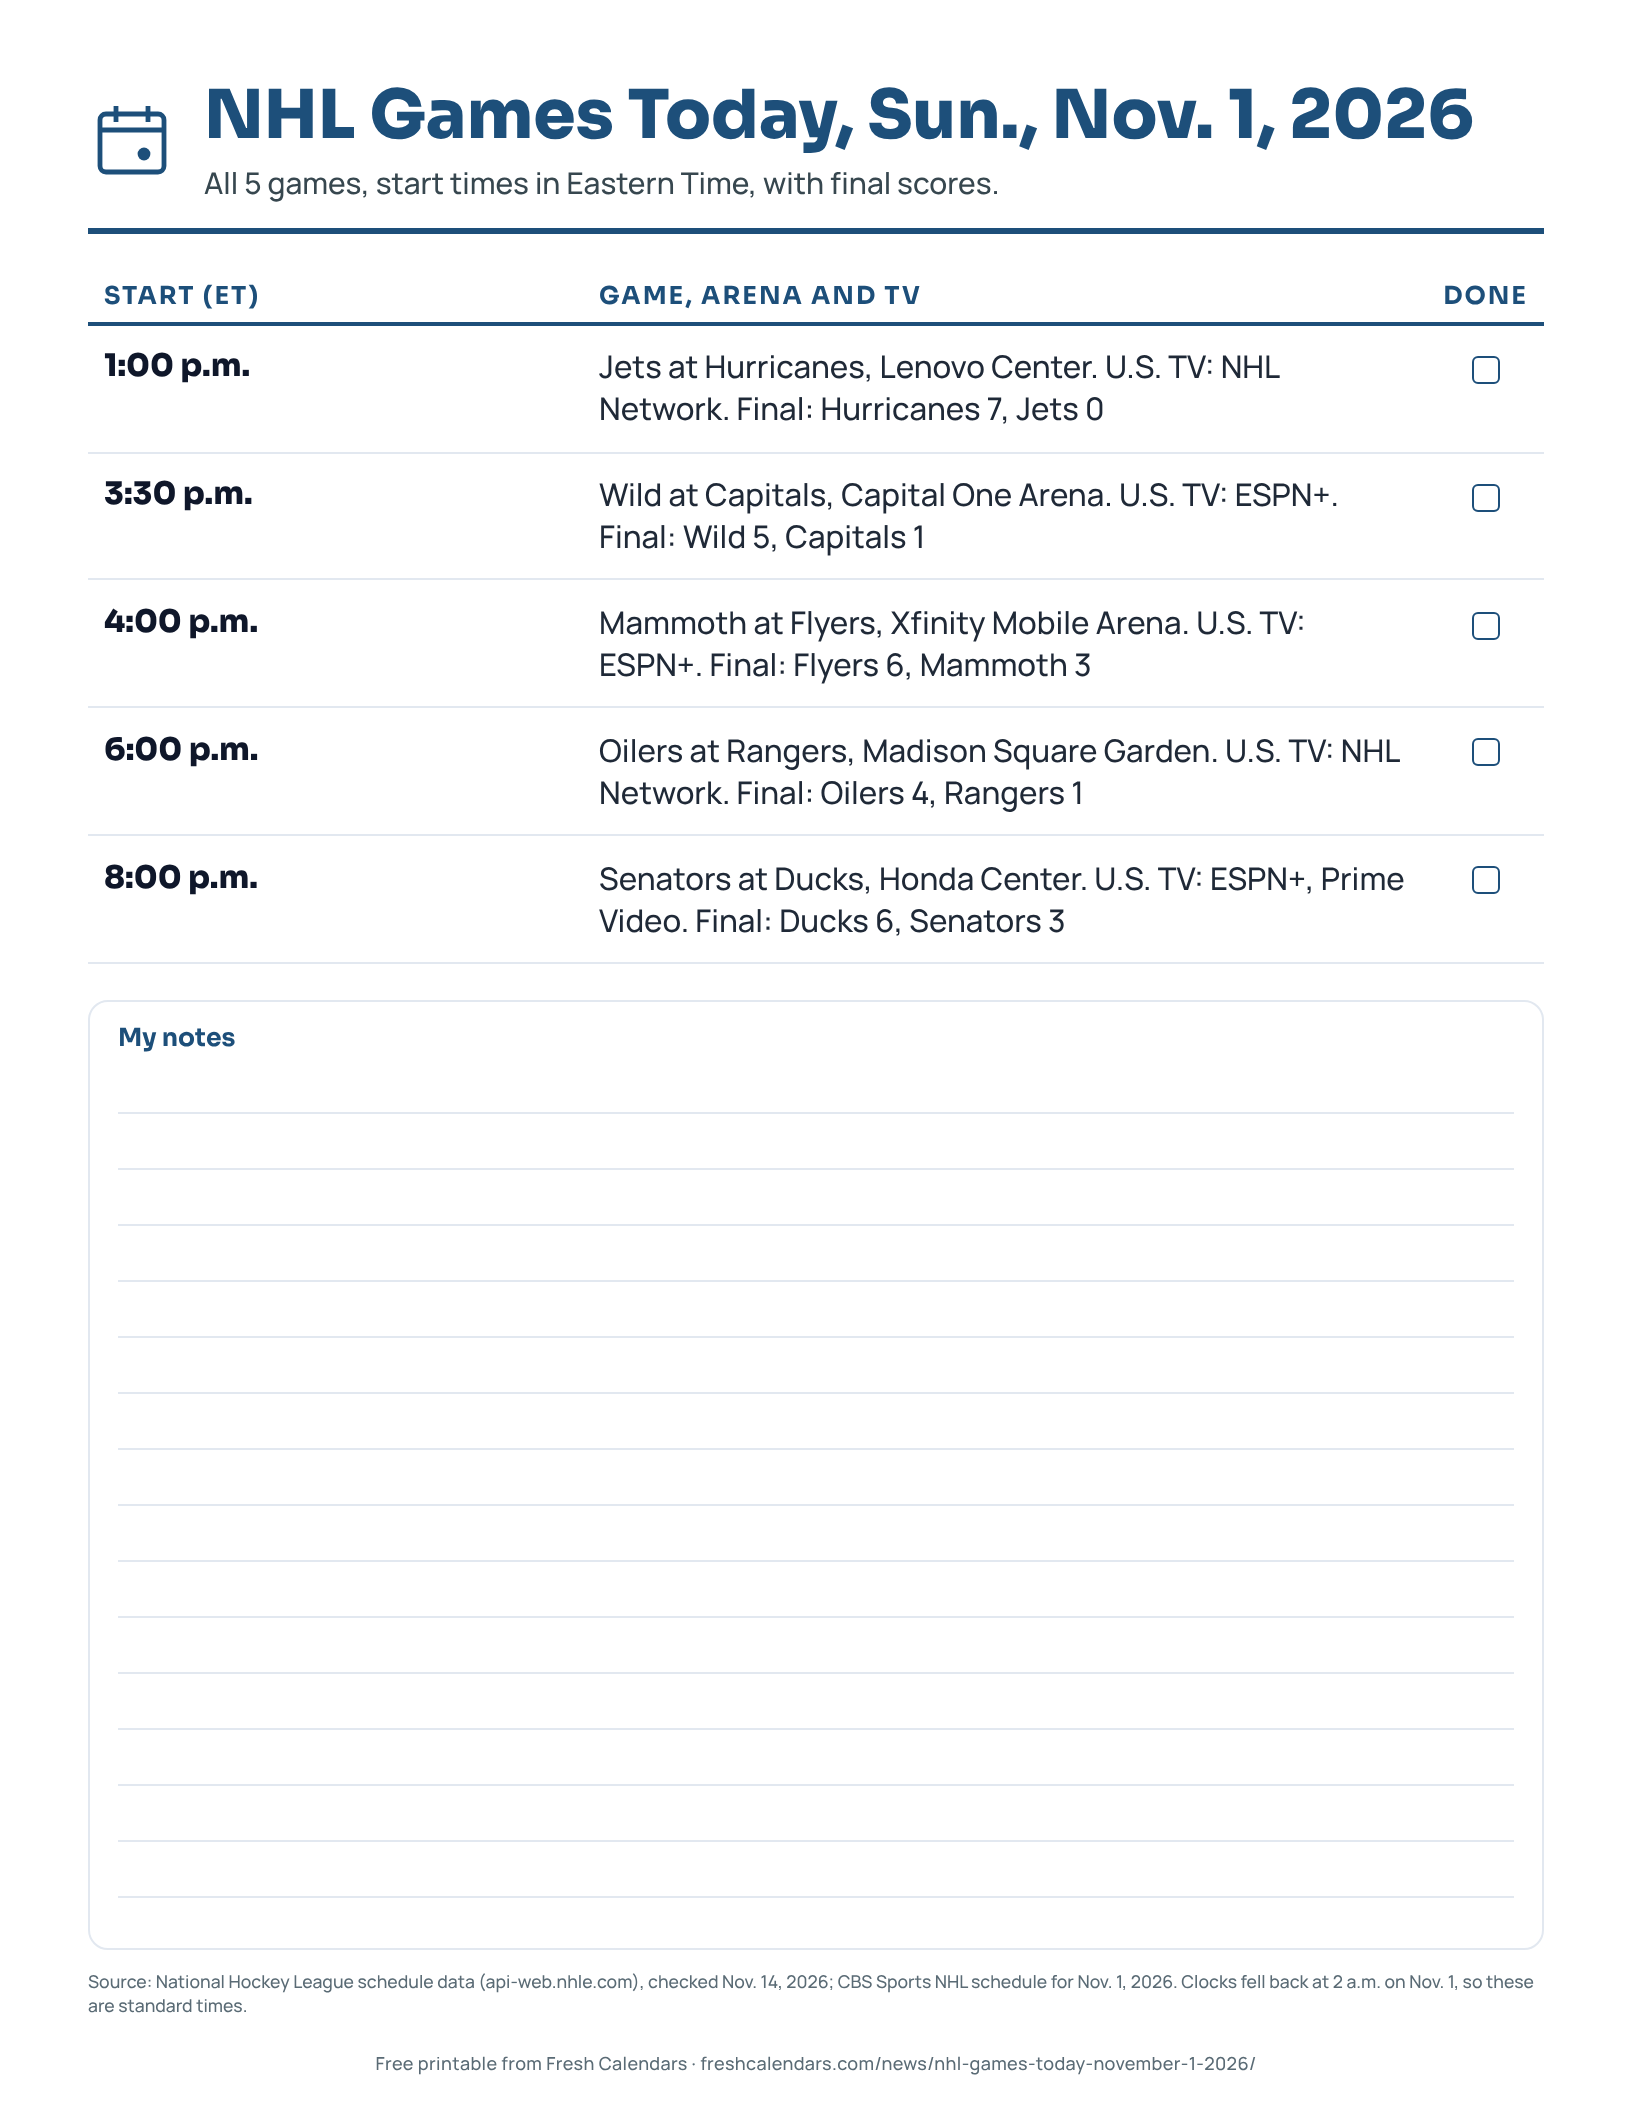 NHL Games Today, Sun., Nov. 1, 2026
All 5 games, start times in Eastern Time, with final scores.
START (ET) GAME, ARENA AND TV DONE
1:00 p.m. Jets at Hurricanes, Lenovo Center. U.S. TV: NHL
Network. Final: Hurricanes 7, Jets 0
3:30 p.m. Wild at Capitals, Capital One Arena. U.S. TV: ESPN+.
Final: Wild 5, Capitals 1
4:00 p.m. Mammoth at Flyers, Xfinity Mobile Arena. U.S. TV:
ESPN+. Final: Flyers 6, Mammoth 3
6:00 p.m. Oilers at Rangers, Madison Square Garden. U.S. TV: NHL
Network. Final: Oilers 4, Rangers 1
8:00 p.m. Senators at Ducks, Honda Center. U.S. TV: ESPN+, Prime
Video. Final: Ducks 6, Senators 3
My notes
Source: National Hockey League schedule data (api-web.nhle.com), checked Nov. 14, 2026; CBS Sports NHL schedule for Nov. 1, 2026. Clocks fell back at 2 a.m. on Nov. 1, so these
are standard times.
Free printable from Fresh Calendars · freshcalendars.com/news/nhl-games-today-november-1-2026/